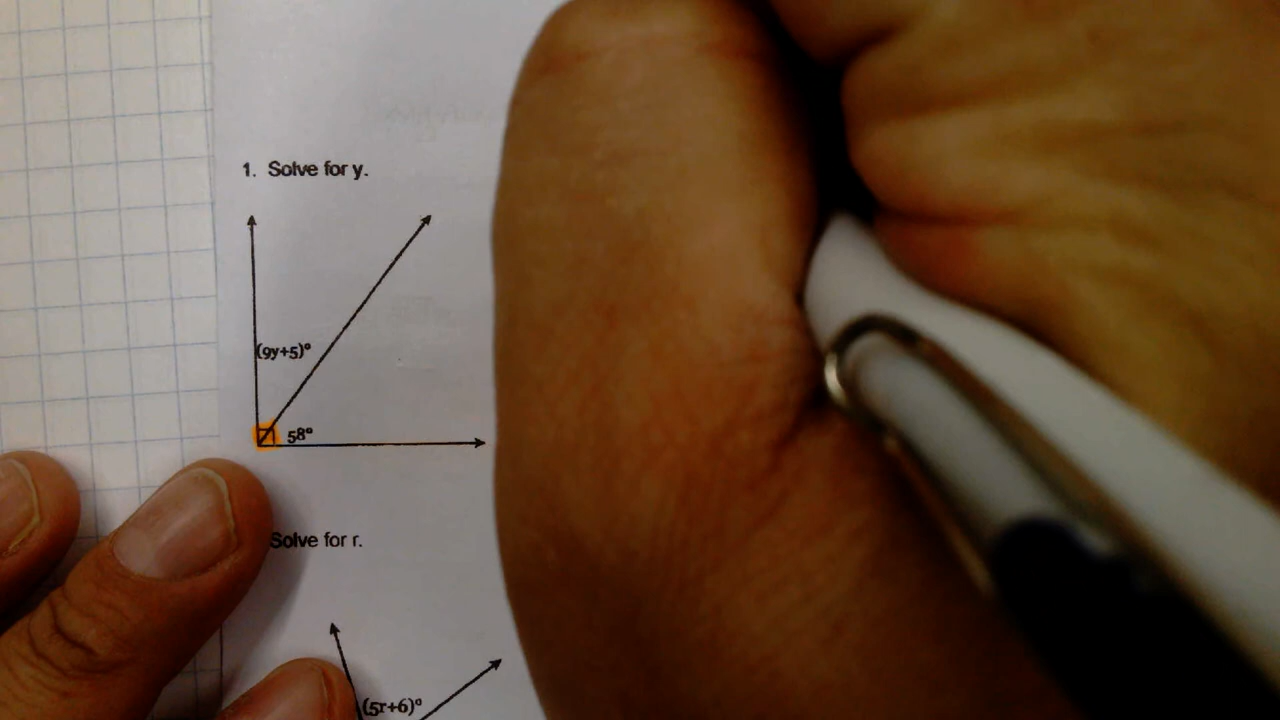 1. Solve for y.
(9y+5)°
58°
Solve for r.
(5r+6)°